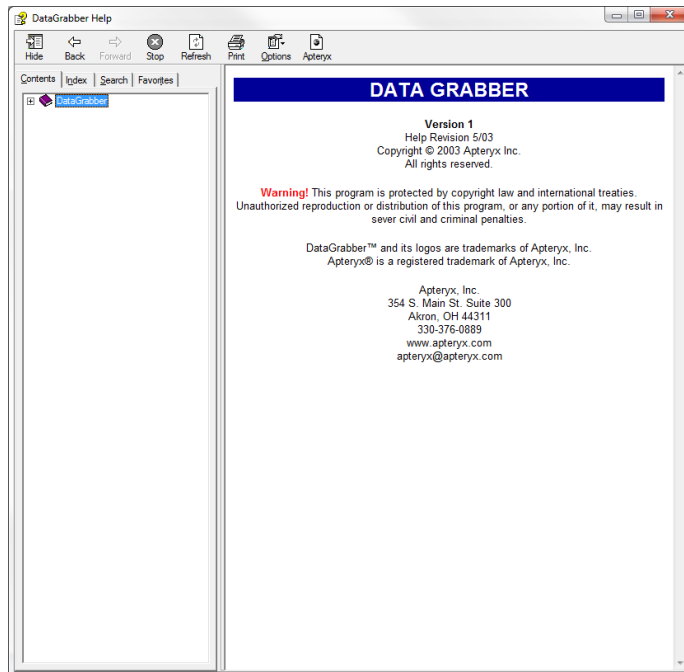 DataGrabber Help
Hide Back Forward Stop Refresh Print Options Apteryx
Contents Index Search Favorites
DataGrabber
DATA GRABBER
Version 1
Help Revision 5/03
Copyright © 2003 Apteryx Inc.
All rights reserved.
Warning! This program is protected by copyright law and international treaties.
Unauthorized reproduction or distribution of this program, or any portion of it, may result in
sever civil and criminal penalties.
DataGrabber™ and its logos are trademarks of Apteryx, Inc.
Apteryx® is a registered trademark of Apteryx, Inc.
Apteryx, Inc.
354 S. Main St. Suite 300
Akron, OH 44311
330-376-0889
www.apteryx.com
apteryx@apteryx.com